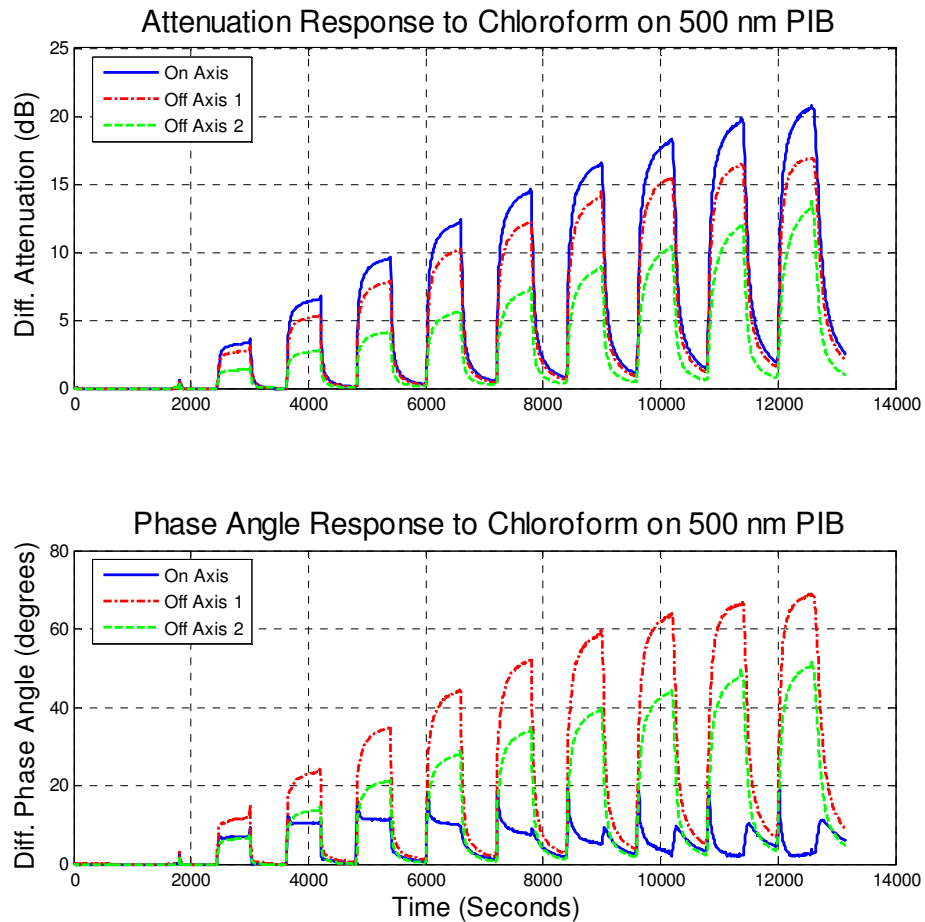 Attenuation Response to Chloroform on 500 nm PIB
Diff. Attenuation (dB)
25
20
15
10
5
0
On Axis
Off Axis 1
Off Axis 2
0 2000 4000 6000 8000 10000 12000 14000
Phase Angle Response to Chloroform on 500 nm PIB
Diff. Phase Angle (degrees)
80
60
40
20
0
On Axis
Off Axis 1
Off Axis 2
0 2000 4000 6000 8000 10000 12000 14000
Time (Seconds)